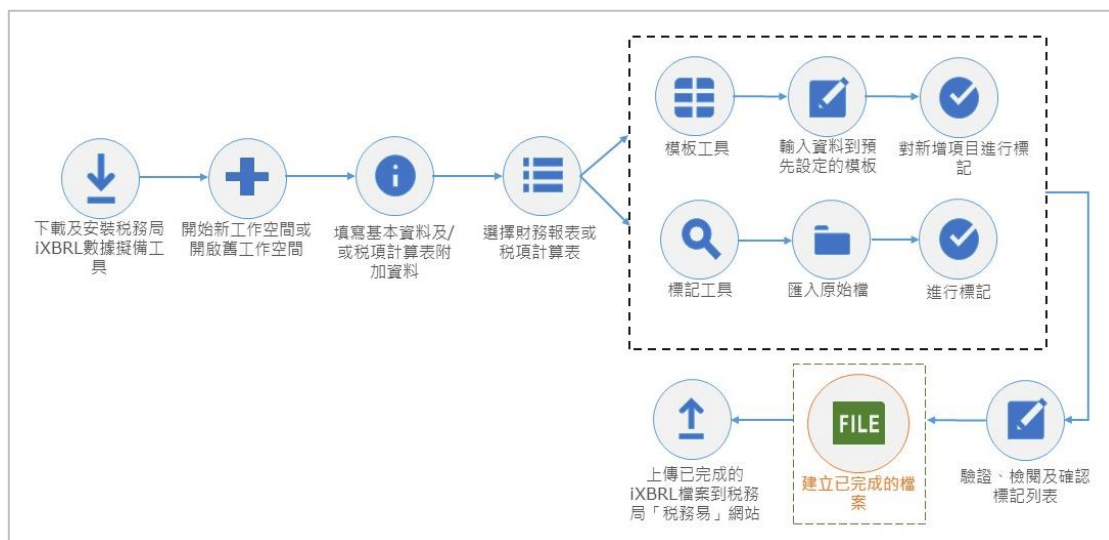 下載及安裝税務局
iXBRL數據擬備工
具
開始新工作空間或
開啟舊工作空間
填寫基本資料及/
或税項計算表附
加資料
選擇財務報表或
税項計算表
模板工具
輸入資料到預
先設定的模板
對新增項目進行標
記
標記工具
匯入原始檔
進行標記
驗證、檢閱及確認
標記列表
FILE
建立已完成的檔
案
上傳已完成的
iXBRL檔案到税務
局「税務易」網站